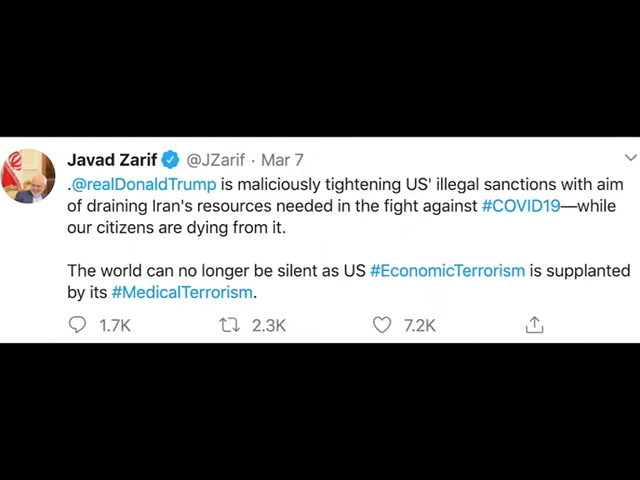 Javad Zarif @JZarif · Mar 7
.@realDonaldTrump is maliciously tightening US' illegal sanctions with aim
of draining Iran's resources needed in the fight against #COVID19—while
our citizens are dying from it.
The world can no longer be silent as US #EconomicTerrorism is supplanted
by its #MedicalTerrorism.
1.7K 2.3K 7.2K